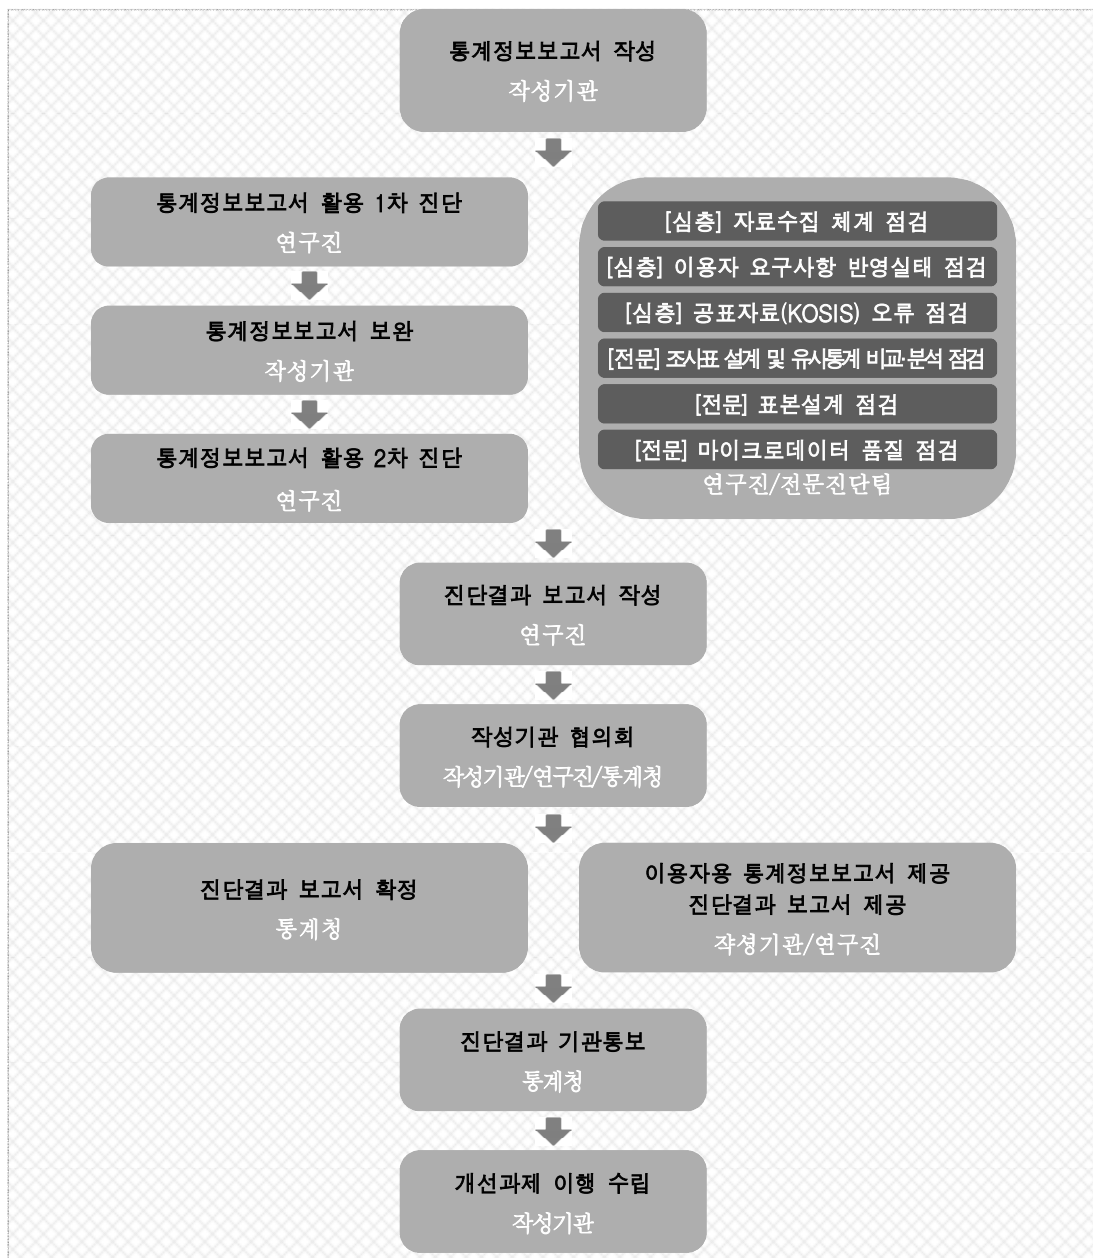 통계정보보고서 작성
작성기관
통계정보보고서 활용 1차 진단
연구진
통계정보보고서 보완
작성기관
통계정보보고서 활용 2차 진단
연구진
[심층] 자료수집 체계 점검
[심층] 이용자 요구사항 반영실태 점검
[심층] 공표자료(KOSIS) 오류 점검
[전문] 조사표 설계 및 유사통계 비교·분석 점검
[전문] 표본설계 점검
[전문] 마이크로데이터 품질 점검
연구진/전문진단팀
진단결과 보고서 작성
연구진
작성기관 협의회
작성기관/연구진/통계청
진단결과 보고서 확정
통계청
이용자용 통계정보보고서 제공
진단결과 보고서 제공
작성기관/연구진
진단결과 기관통보
통계청
개선과제 이행 수립
작성기관